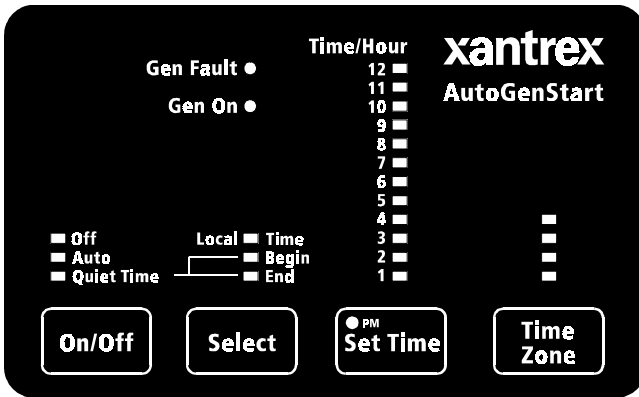 Time/Hour
xantrex
AutoGenStart
Gen Fault
Gen On
12
11
10
9
8
7
6
5
4
3
2
1
Off
Auto
Quiet Time
Local Time
Begin
End
On/Off
Select
PM
Set Time
Time
Zone